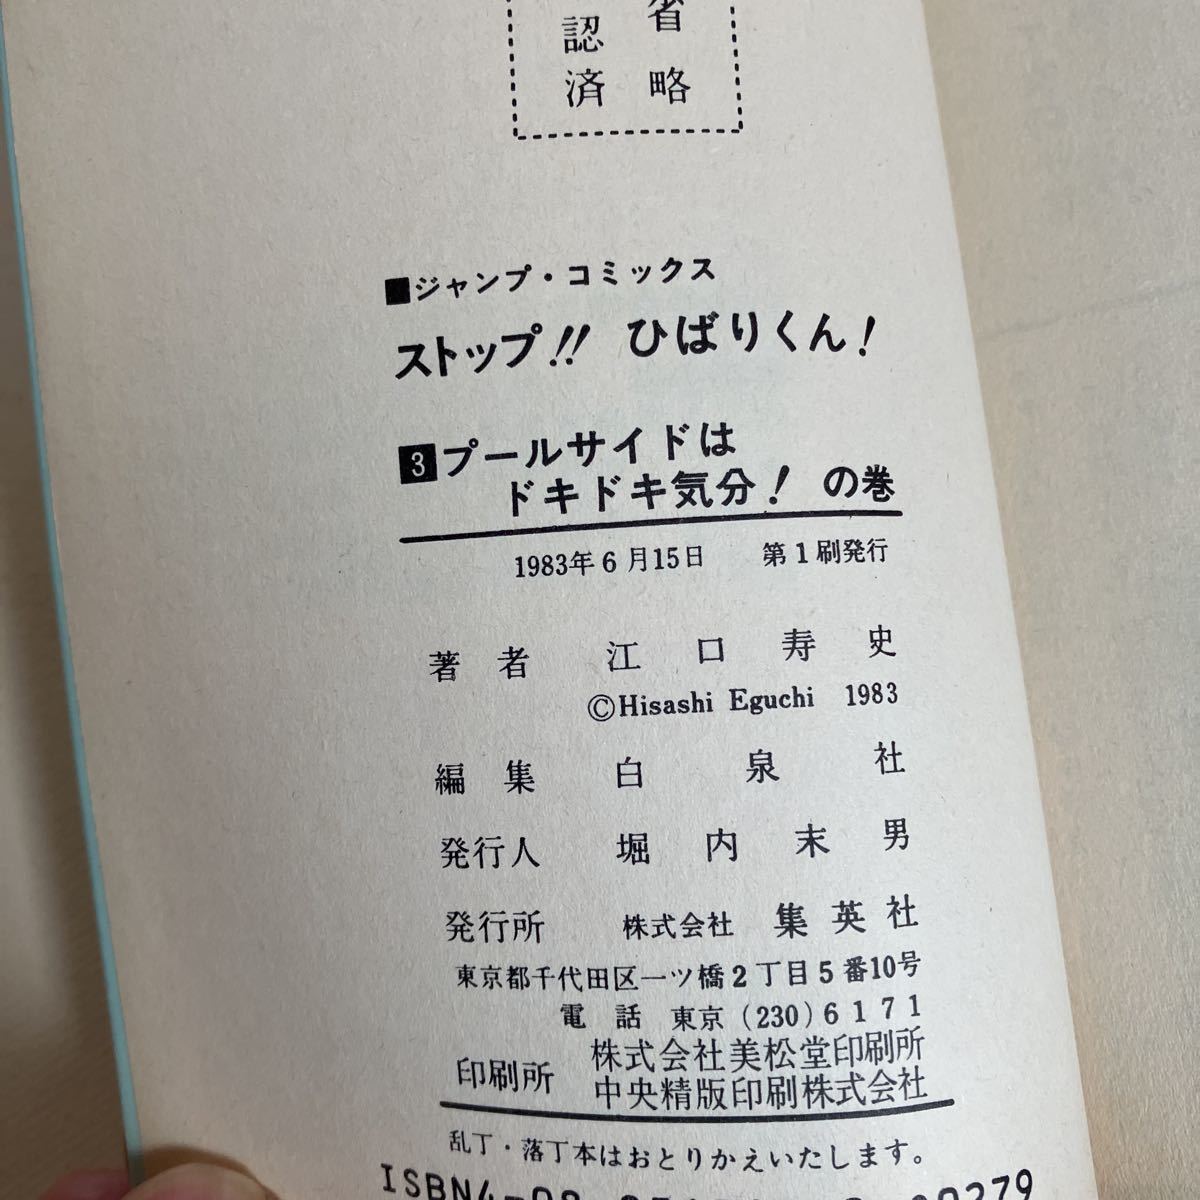 省略
認済
■ジャンプ・コミックス
ストップ!! ひばりくん!
3 プールサイドは
ドキドキ気分! の巻
1983年6月15日 第1刷発行
著者 江口寿史
©Hisashi Eguchi 1983
編集 白泉社
発行人 堀内末男
発行所 株式会社 集英社
東京都千代田区一ツ橋2丁目5番10号
電話 東京 (230) 6171
印刷所 株式会社美松堂印刷所
中央精版印刷株式会社
乱丁・落丁本はおとりかえいたします。
ISBN4-08